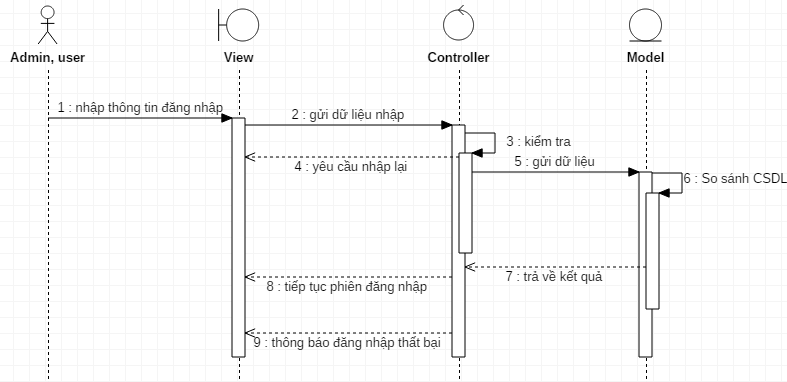 Admin, user
View
Controller
Model
1 : nhập thông tin đăng nhập
2 : gửi dữ liệu nhập
3 : kiểm tra
4 : yêu cầu nhập lại
5 : gửi dữ liệu
6 : So sánh CSDL
7 : trả về kết quả
8 : tiếp tục phiên đăng nhập
9 : thông báo đăng nhập thất bại